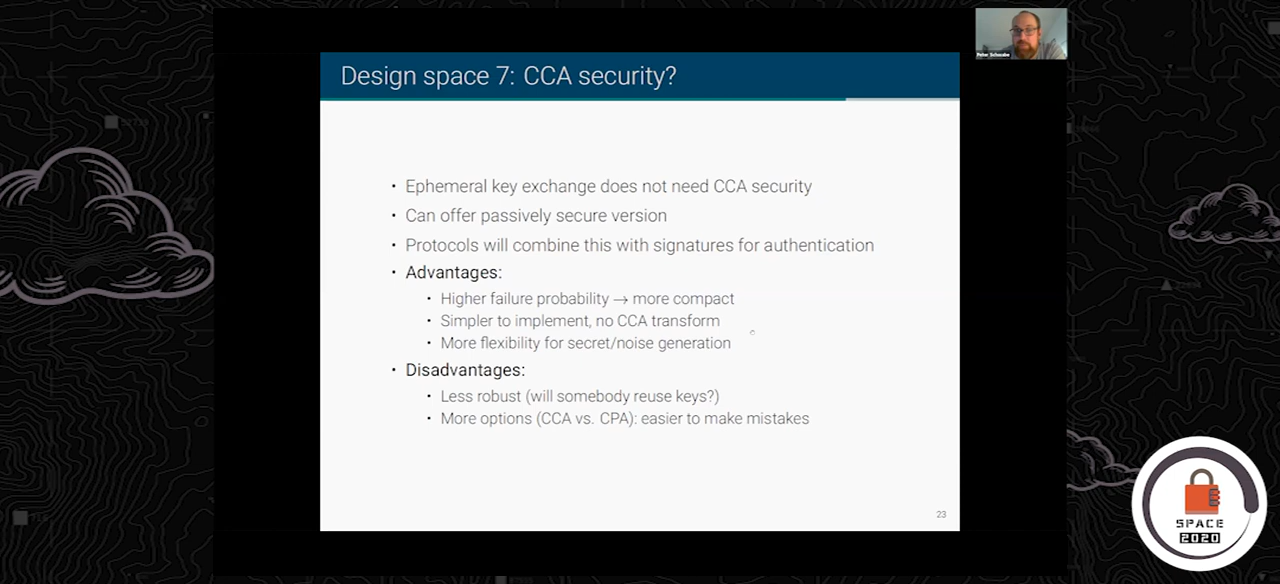 Peter Schwabe
Design space 7: CCA security?
• Ephemeral key exchange does not need CCA security
• Can offer passively secure version
• Protocols will combine this with signatures for authentication
• Advantages:
• Higher failure probability → more compact
• Simpler to implement, no CCA transform
• More flexibility for secret/noise generation
• Disadvantages:
• Less robust (will somebody reuse keys?)
• More options (CCA vs. CPA): easier to make mistakes
23
SPACE
2020